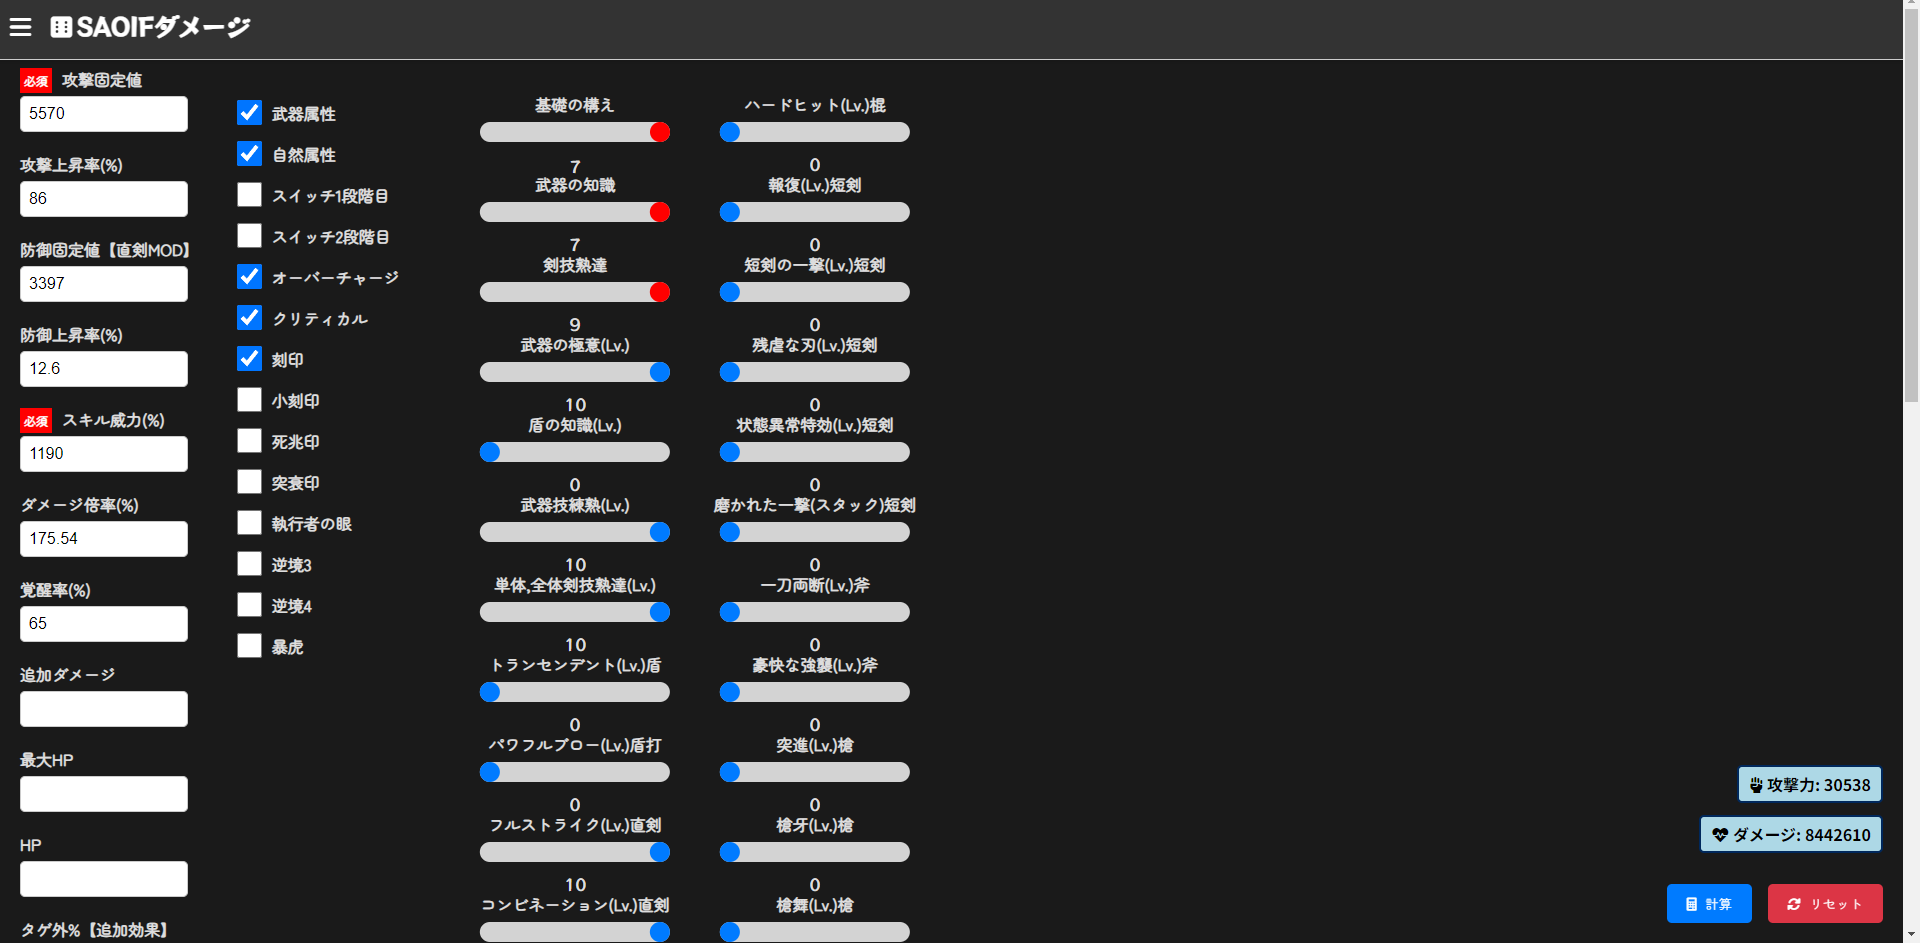 SAOIFダメージ
必須 攻撃固定値
5570
攻撃上昇率(%)
86
防御固定値【直剣MOD】
3397
防御上昇率(%)
12.6
必須 スキル威力(%)
1190
ダメージ倍率(%)
175.54
覚醒率(%)
65
追加ダメージ
最大HP
HP
タゲ外%【追加効果】
武器属性
自然属性
スイッチ1段階目
スイッチ2段階目
オーバーチャージ
クリティカル
刻印
小刻印
死兆印
突衰印
執行者の眼
逆境3
逆境4
暴虎
基礎の構え
7
武器の知識
7
剣技熟達
9
武器の極意(Lv.)
10
盾の知識(Lv.)
0
武器技練熟(Lv.)
10
単体,全体剣技熟達(Lv.)
10
トランセンデント(Lv.)盾
0
パワフルブロー(Lv.)盾打
0
フルストライク(Lv.)直剣
10
コンビネーション(Lv.)直剣
ハードヒット(Lv.)棍
0
報復(Lv.)短剣
0
短剣の一撃(Lv.)短剣
0
残虐な刃(Lv.)短剣
0
状態異常特効(Lv.)短剣
0
磨かれた一撃(スタック)短剣
0
一刀両断(Lv.)斧
0
豪快な強襲(Lv.)斧
0
突進(Lv.)槍
0
槍牙(Lv.)槍
0
槍舞(Lv.)槍
攻撃力: 30538
ダメージ: 8442610
計算
リセット